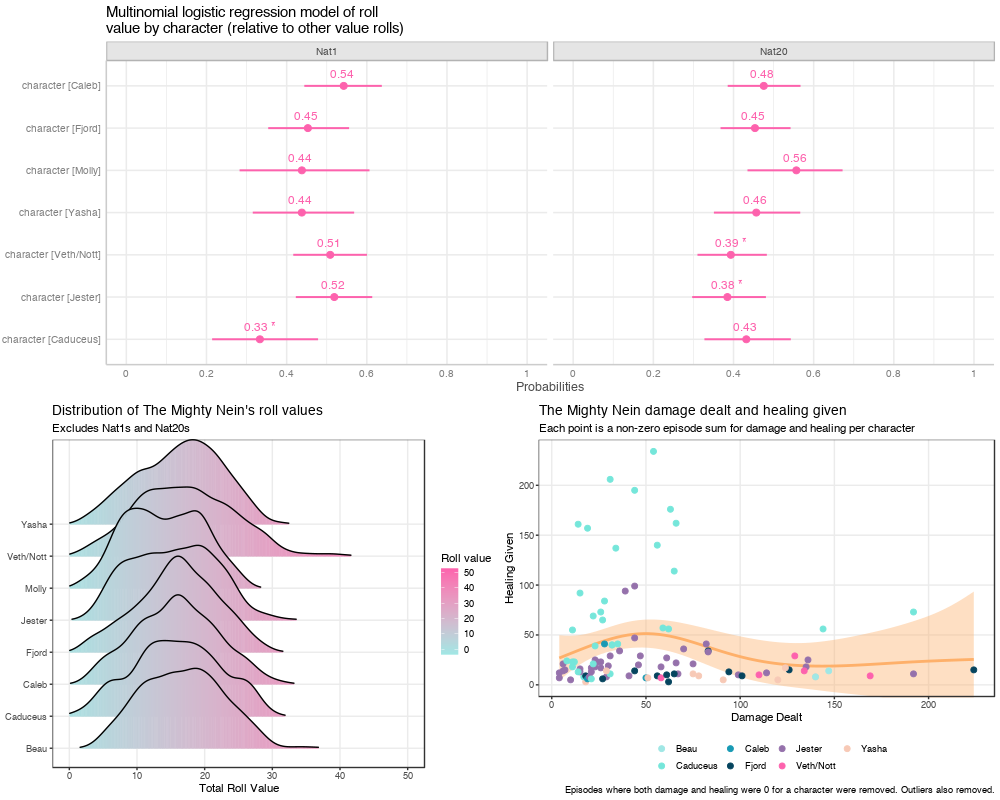 Multinomial logistic regression model of roll
value by character (relative to other value rolls)
Nat1
Nat20
character [Caleb]
0.54
0.48
character [Fjord]
0.45
0.45
character [Molly]
0.44
0.56
character [Yasha]
0.44
0.46
character [Veth/Nott]
0.51
0.39 *
character [Jester]
0.52
0.38 *
character [Caduceus]
0.33 *
0.43
0 0.2 0.4 0.6 0.8 1
0 0.2 0.4 0.6 0.8 1
Probabilities
Distribution of The Mighty Nein's roll values
Excludes Nat1s and Nat20s
Yasha
Veth/Nott
Molly
Jester
Fjord
Caleb
Caduceus
Beau
0 10 20 30 40 50
Total Roll Value
Roll value
50
40
30
20
10
0
The Mighty Nein damage dealt and healing given
Each point is a non-zero episode sum for damage and healing per character
Healing Given
200
150
100
50
0
0 50 100 150 200
Damage Dealt
Beau Caleb Jester Yasha
Caduceus Fjord Veth/Nott
Episodes where both damage and healing were 0 for a character were removed. Outliers also removed.